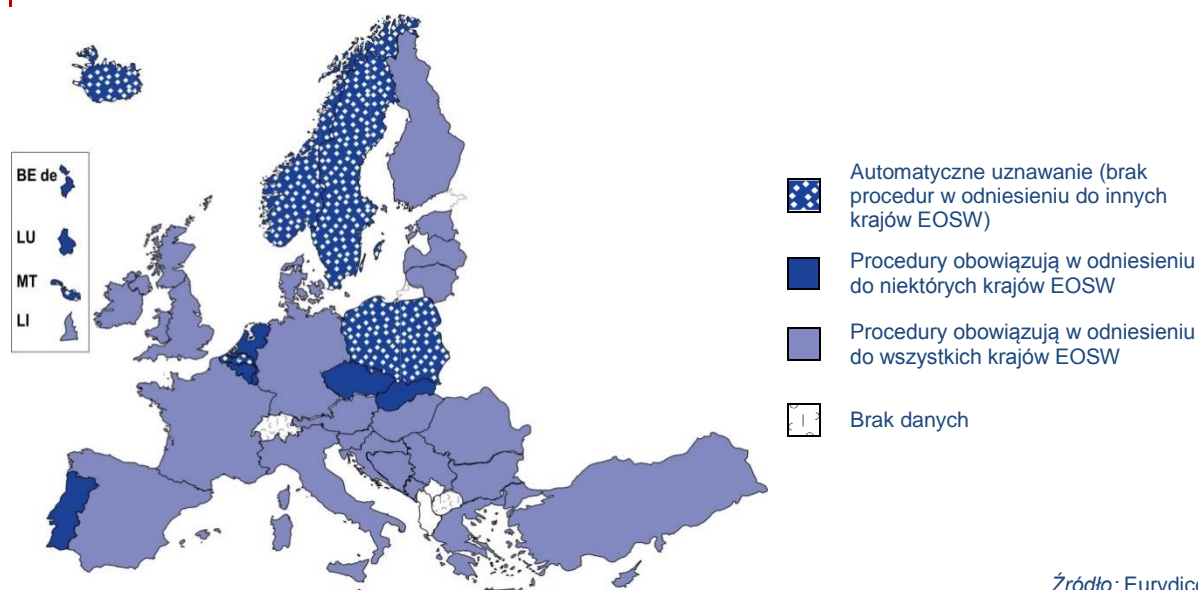 BE de
LU
MT
LI
Automatyczne uznawanie (brak
procedur w odniesieniu do innych
krajów EOSW)
Procedury obowiązują w odniesieniu
do niektórych krajów EOSW
Procedury obowiązują w odniesieniu
do wszystkich krajów EOSW
Brak danych
Źródło: Eurydice